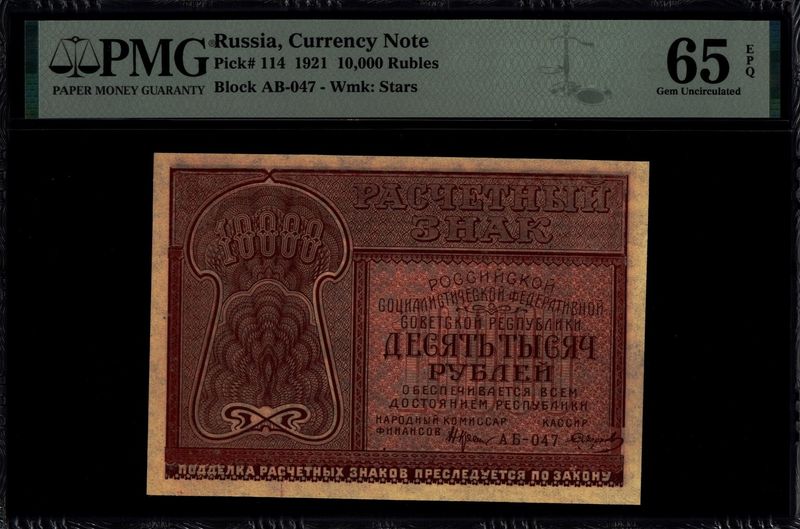 PMG®
PAPER MONEY GUARANTY
Russia, Currency Note
Pick# 114 1921 10,000 Rubles
Block AB-047 - Wmk: Stars
65 EPQ
Gem Uncirculated
10000
РАСЧЕТНЫЙ
ЗНАК
РОССИЙСКОЙ
СОЦИАЛИСТИЧЕСКОЙ ФЕДЕРАТИВНОЙ
СОВЕТСКОЙ РЕСПУБЛИКИ
ДЕСЯТЬ ТЫСЯЧ
РУБЛЕЙ
ОБЕСПЕЧИВАЕТСЯ ВСЕМ
ДОСТОЯНИЕМ РЕСПУБЛИКИ
НАРОДНЫЙ КОМИССАР КАССИР
ФИНАНСОВ АБ-047
ПОДДЕЛКА РАСЧЕТНЫХ ЗНАКОВ ПРЕСЛЕДУЕТСЯ ПО ЗАКОНУ.